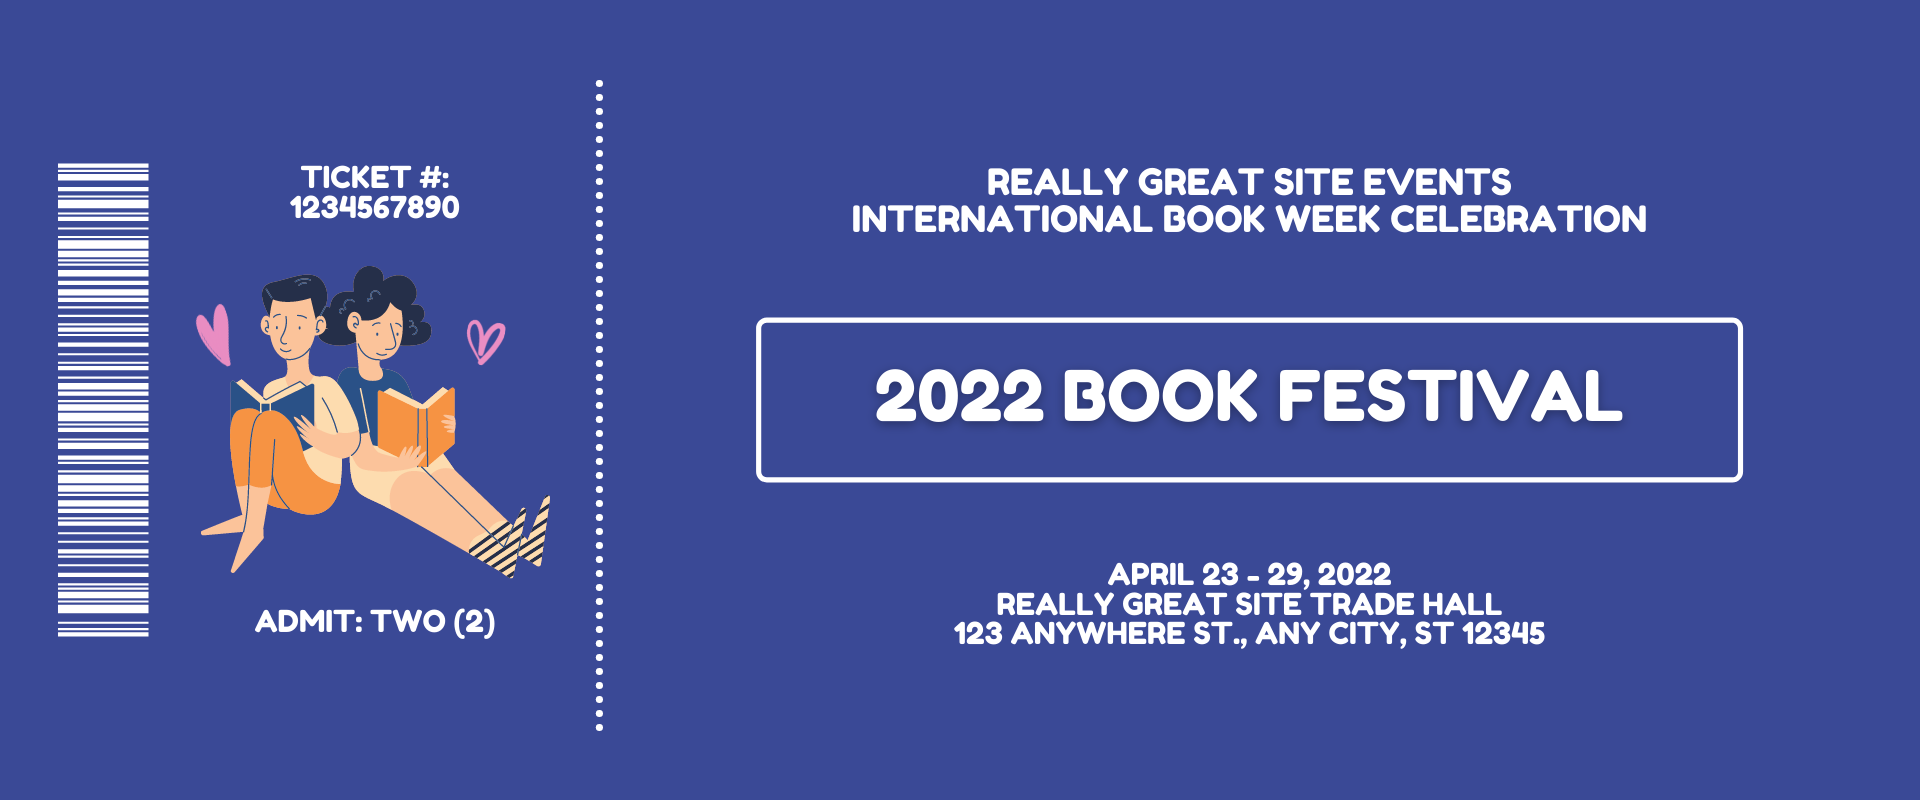 TICKET #:
1234567890
ADMIT: TWO (2)
REALLY GREAT SITE EVENTS
INTERNATIONAL BOOK WEEK CELEBRATION
2022 BOOK FESTIVAL
APRIL 23 - 29, 2022
REALLY GREAT SITE TRADE HALL
123 ANYWHERE ST., ANY CITY, ST 12345